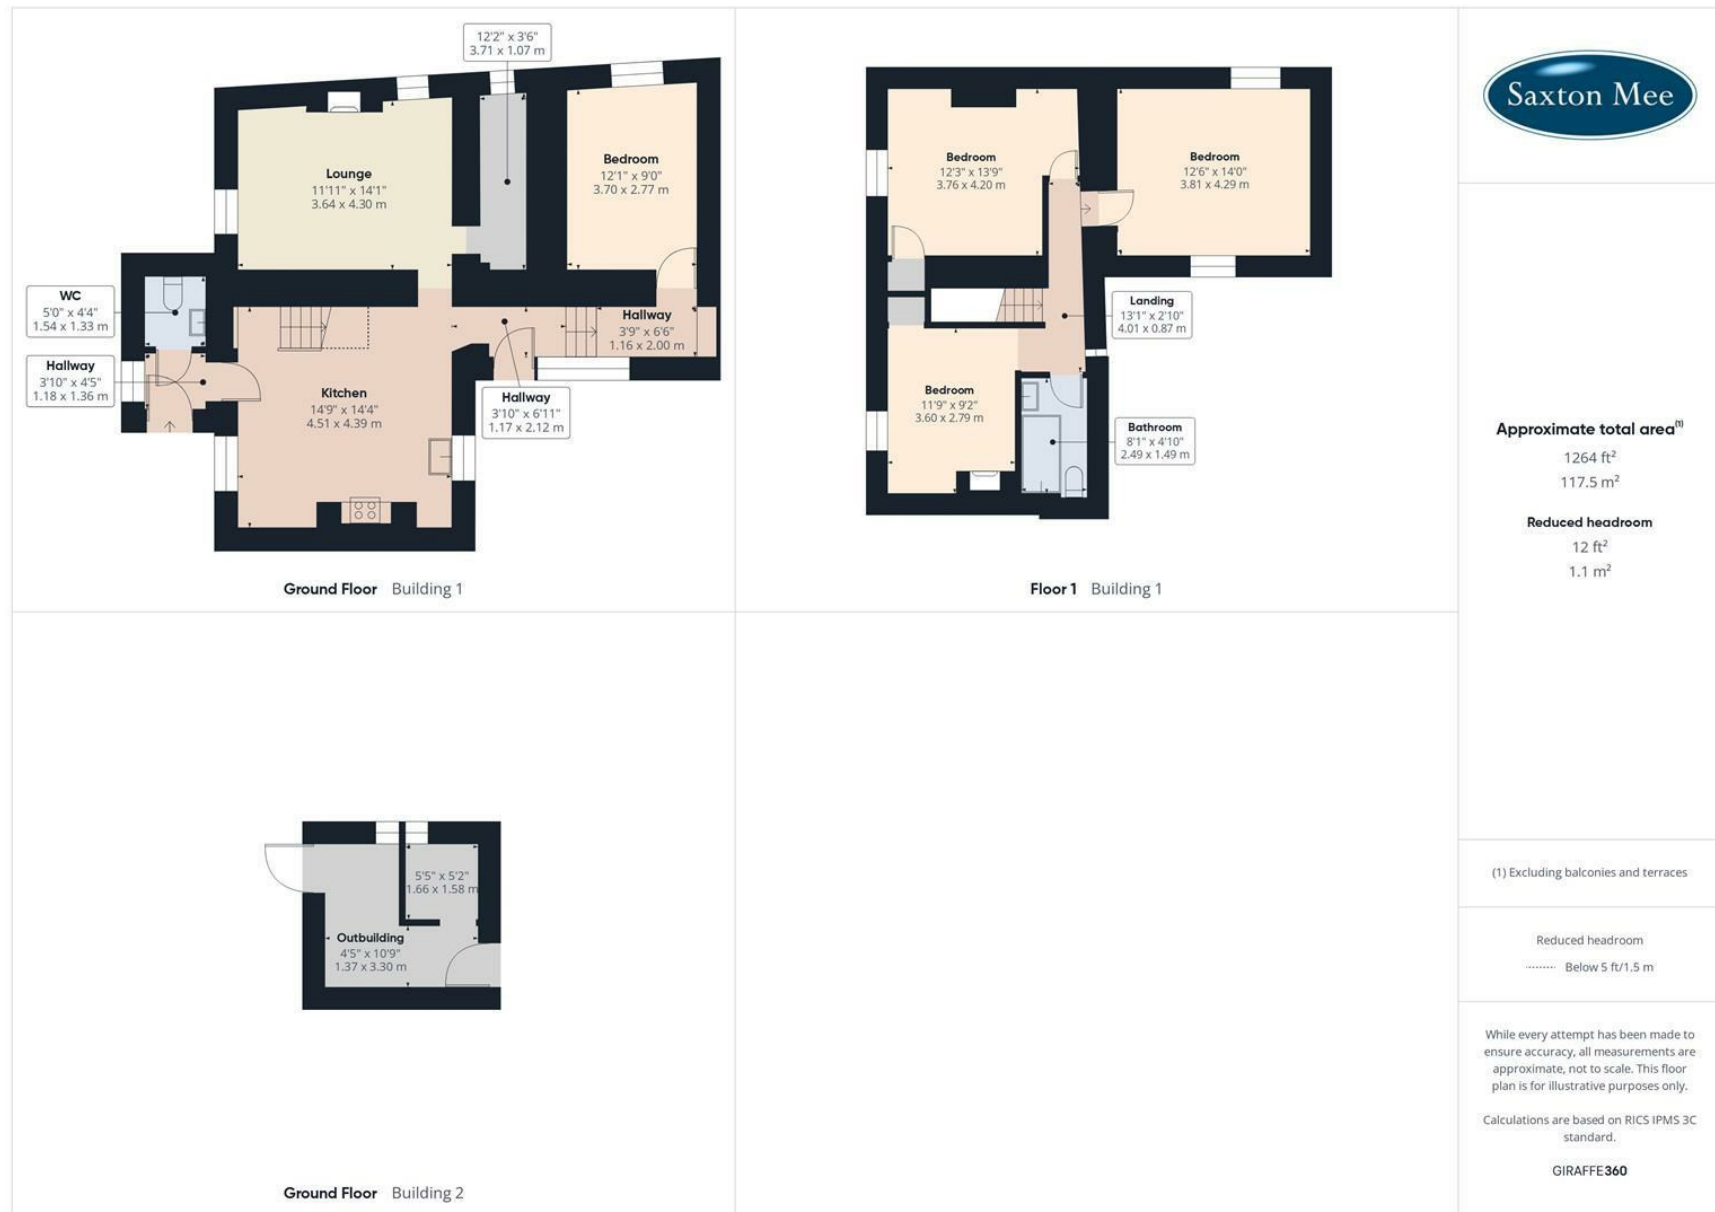 12'2" x 3'6"
3.71 x 1.07 m
Lounge
11'11" x 14'1"
3.64 x 4.30 m
Bedroom
12'1" x 9'0"
3.70 x 2.77 m
WC
5'0" x 4'4"
1.54 x 1.33 m
Hallway
3'10" x 4'5"
1.18 x 1.36 m
Hallway
3'9" x 6'6"
1.16 x 2.00 m
Kitchen
14'9" x 14'4"
4.51 x 4.39 m
Hallway
3'10" x 6'11"
1.17 x 2.12 m
Ground Floor Building 1
Bedroom
12'3" x 13'9"
3.76 x 4.20 m
Bedroom
12'6" x 14'0"
3.81 x 4.29 m
Landing
13'1" x 2'10"
4.01 x 0.87 m
Bedroom
11'9" x 9'2"
3.60 x 2.79 m
Bathroom
8'1" x 4'10"
2.49 x 1.49 m
Floor 1 Building 1
5'5" x 5'2"
1.66 x 1.58 m
Outbuilding
4'5" x 10'9"
1.37 x 3.30 m
Ground Floor Building 2
Saxton Mee
Approximate total area(1)
1264 ft²
117.5 m²
Reduced headroom
12 ft²
1.1 m²
(1) Excluding balconies and terraces
Reduced headroom
Below 5 ft/1.5 m
While every attempt has been made to
ensure accuracy, all measurements are
approximate, not to scale. This floor
plan is for illustrative purposes only.
Calculations are based on RICS IPMS 3C
standard.
GIRAFFE360